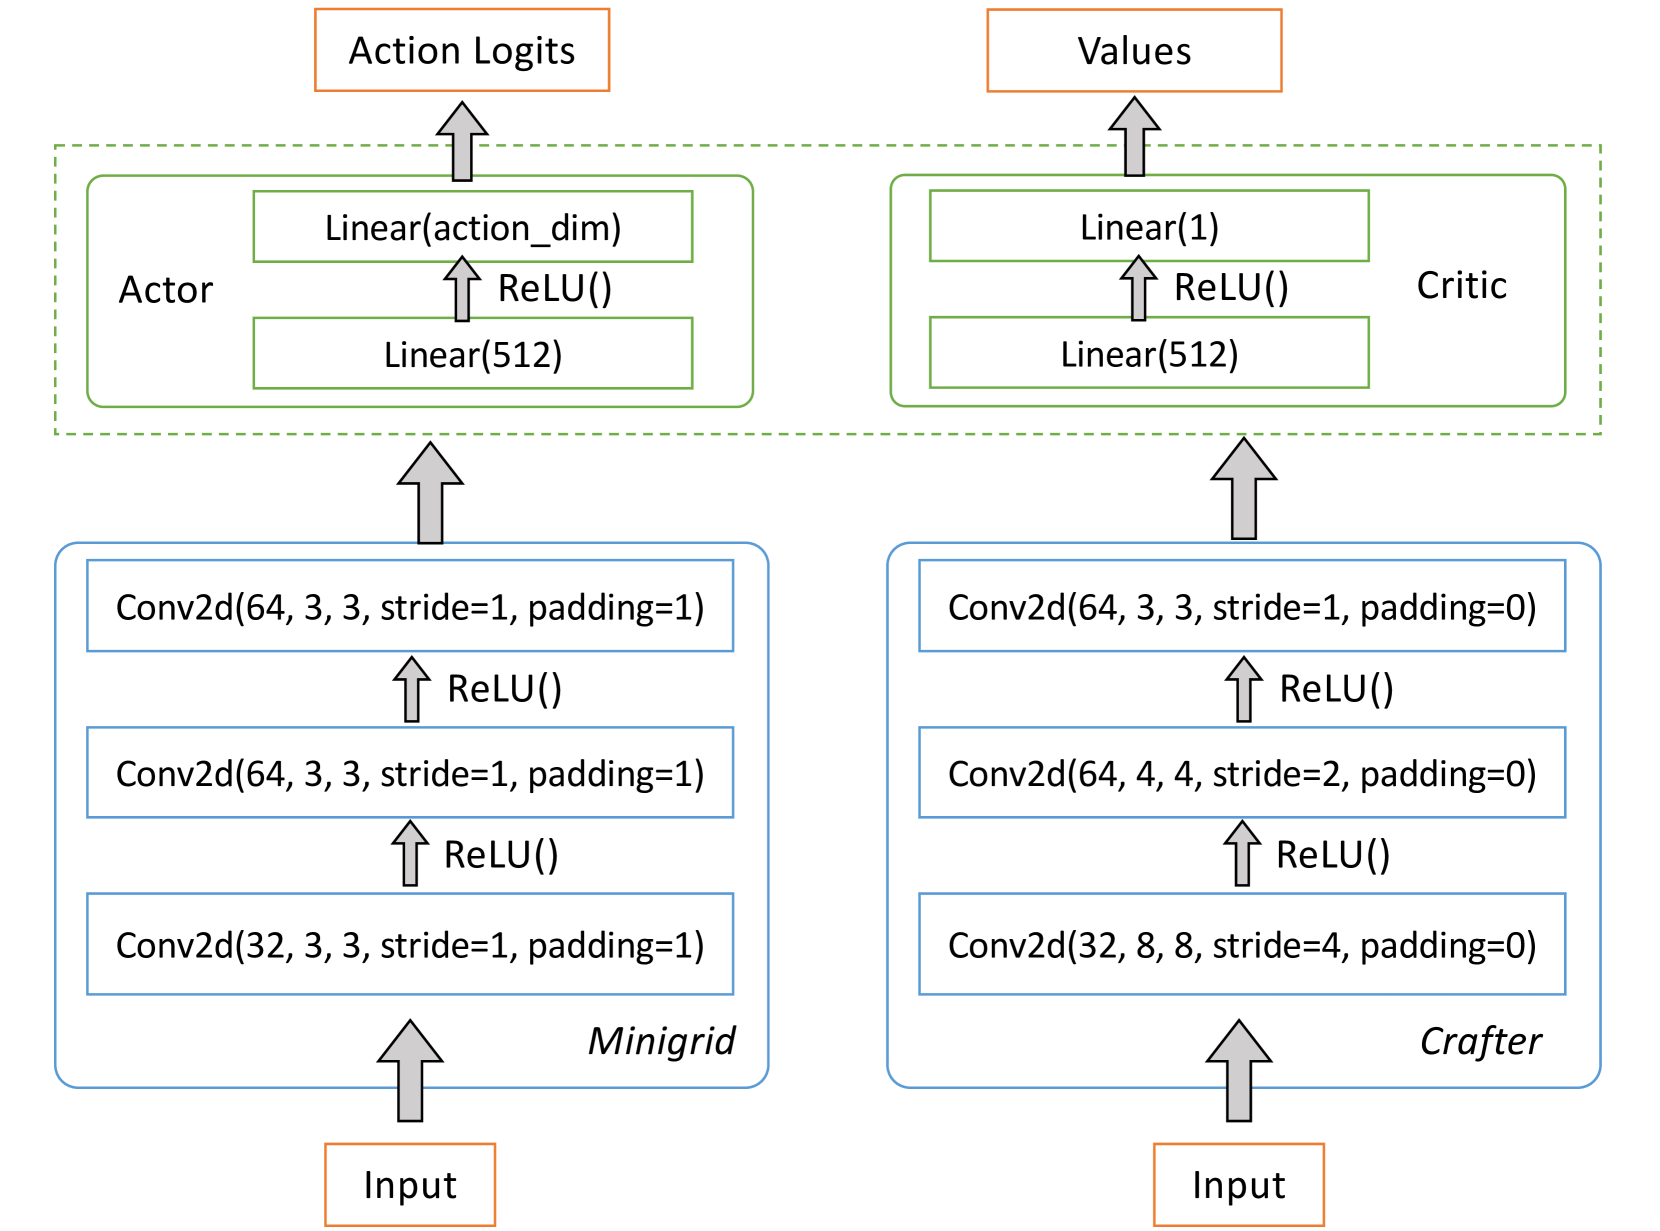 Action Logits
Values
Linear(action_dim)
Linear(1)
Actor
ReLU()
ReLU()
Critic
Linear(512)
Linear(512)
Conv2d(64, 3, 3, stride=1, padding=1)
Conv2d(64, 3, 3, stride=1, padding=0)
ReLU()
ReLU()
Conv2d(64, 3, 3, stride=1, padding=1)
Conv2d(64, 4, 4, stride=2, padding=0)
ReLU()
ReLU()
Conv2d(32, 3, 3, stride=1, padding=1)
Conv2d(32, 8, 8, stride=4, padding=0)
Minigrid
Crafter
Input
Input